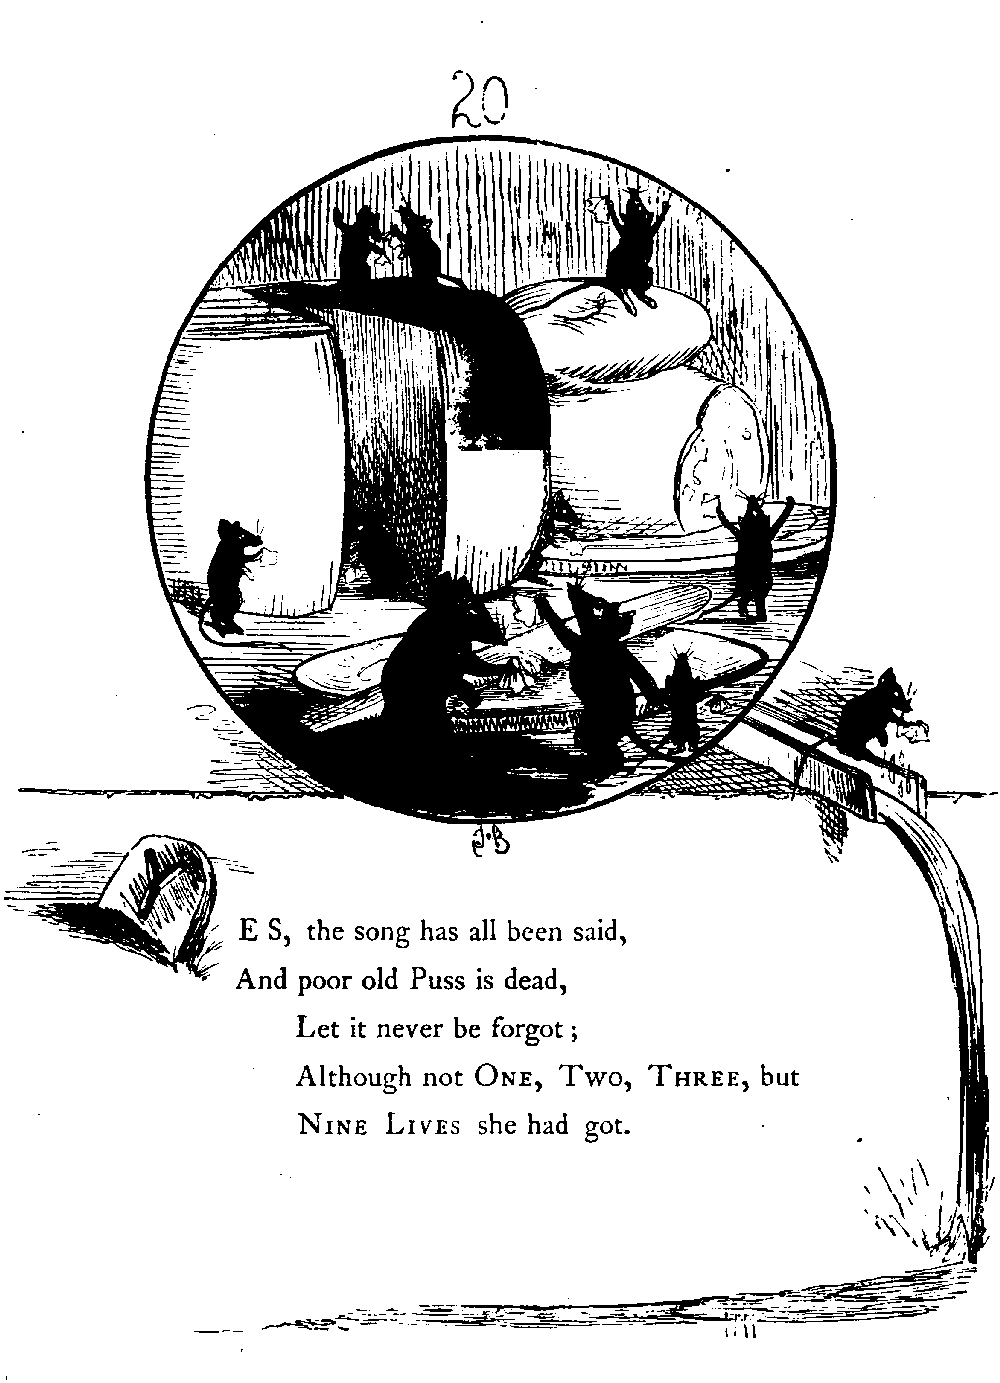 20
J.B
YES, the song has all been said,
And poor old Puss is dead,
Let it never be forgot;
Although not ONE, TWO, THREE, but
NINE LIVES she had got.